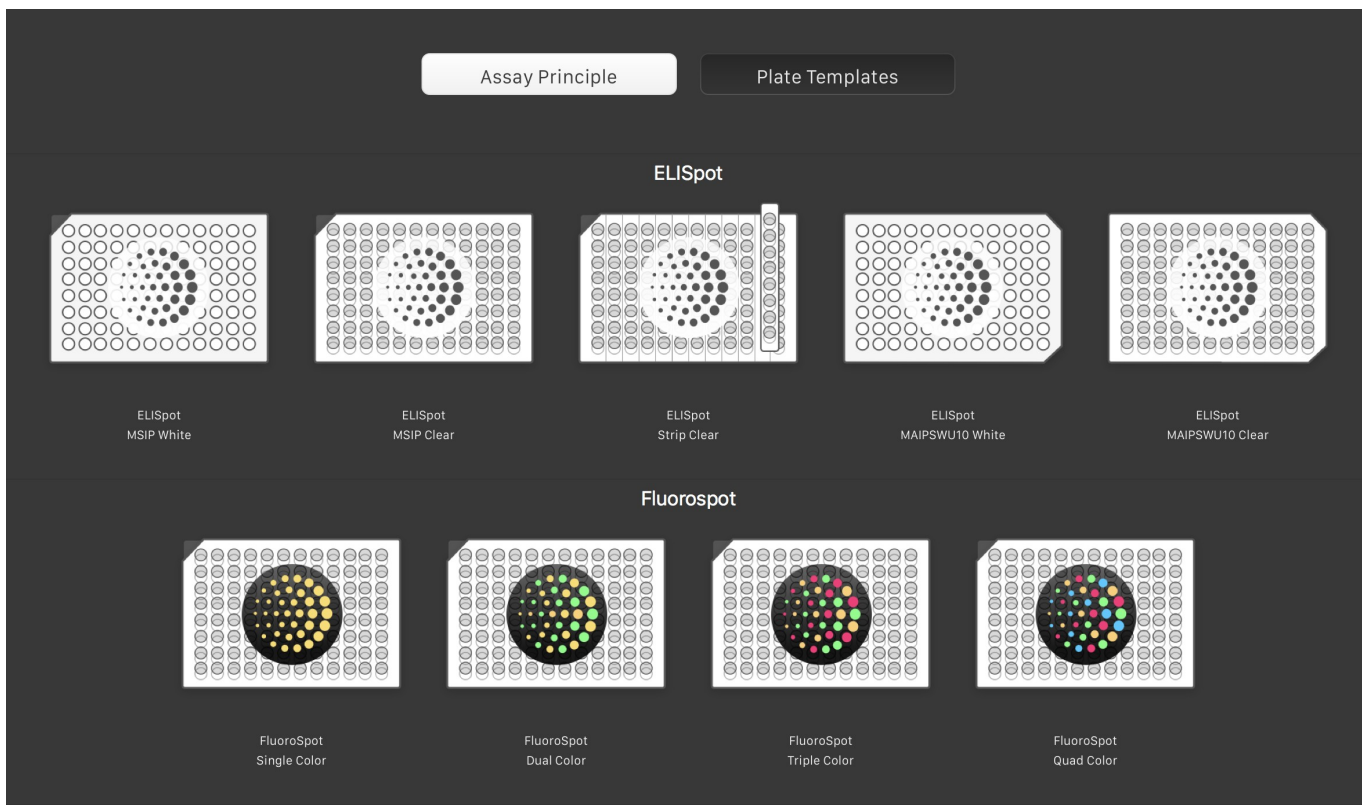 Assay Principle
Plate Templates
ELISpot
ELISpot
MSIP White
ELISpot
MSIP Clear
ELISpot
Strip Clear
ELISpot
MAIPSWU10 White
ELISpot
MAIPSWU10 Clear
Fluorospot
FluoroSpot
Single Color
FluoroSpot
Dual Color
FluoroSpot
Triple Color
FluoroSpot
Quad Color